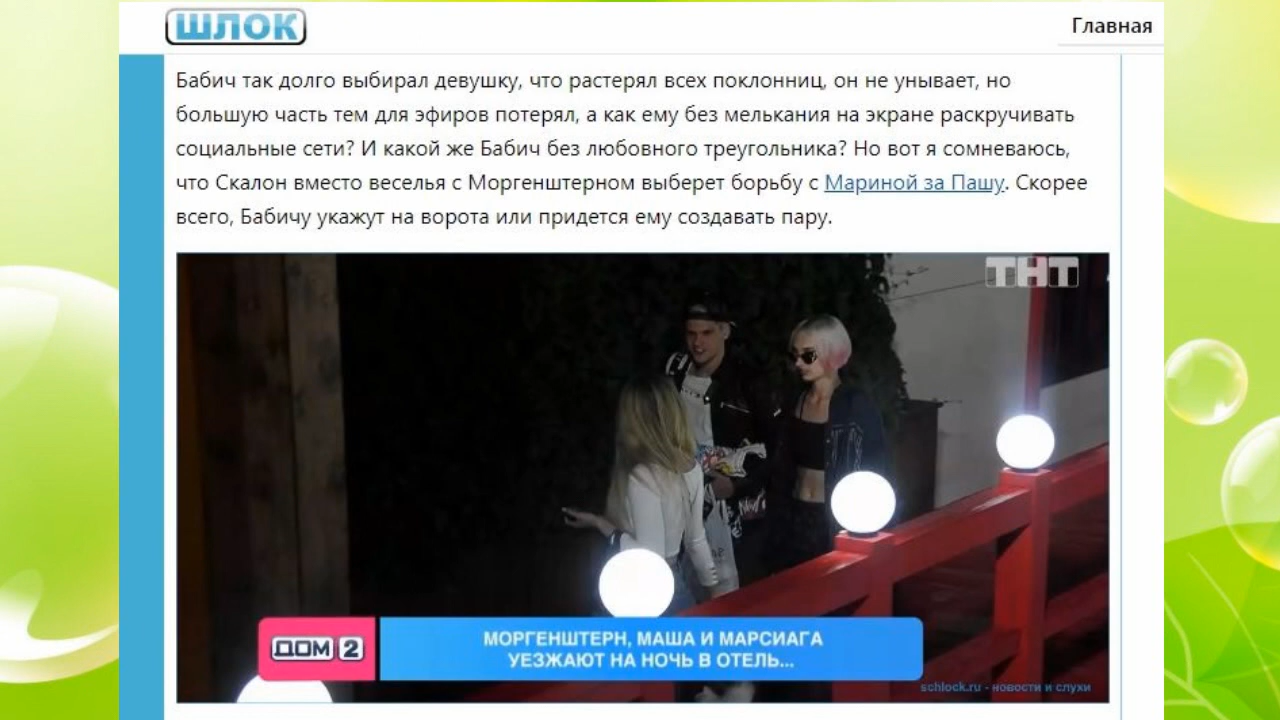 ШЛОК
Главная
Бабич так долго выбирал девушку, что растерял всех поклонниц, он не унывает, но
большую часть тем для эфиров потерял, а как ему без мелькания на экране раскручивать
социальные сети? И какой же Бабич без любовного треугольника? Но вот я сомневаюсь,
что Скалон вместо веселья с Моргенштерном выберет борьбу с Мариной за Пашу. Скорее
всего, Бабичу укажут на ворота или придется ему создавать пару.
ТНТ
ДОМ 2
МОРГЕНШТЕРН, МАША И МАРСИАГА
УЕЗЖАЮТ НА НОЧЬ В ОТЕЛЬ...
schlock.ru - новости и слухи